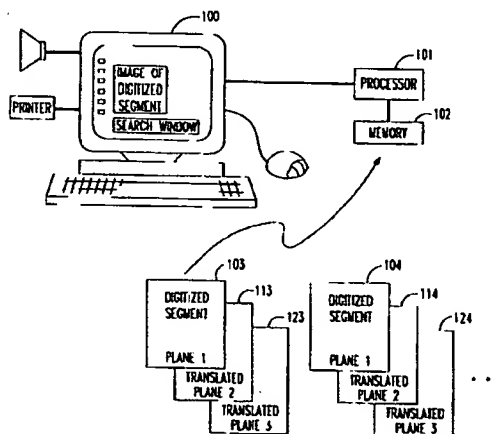 100
IMAGE OF
DIGITIZED
SEGMENT
SEARCH WINDOW
PRINTER
101
PROCESSOR
102
MEMORY
103
DIGITIZED
SEGMENT
PLANE 1
113
TRANSLATED
PLANE 2
123
TRANSLATED
PLANE 3
104
DIGITIZED
SEGMENT
PLANE 1
114
TRANSLATED
PLANE 2
124
TRANSLATED
PLANE 3
. .